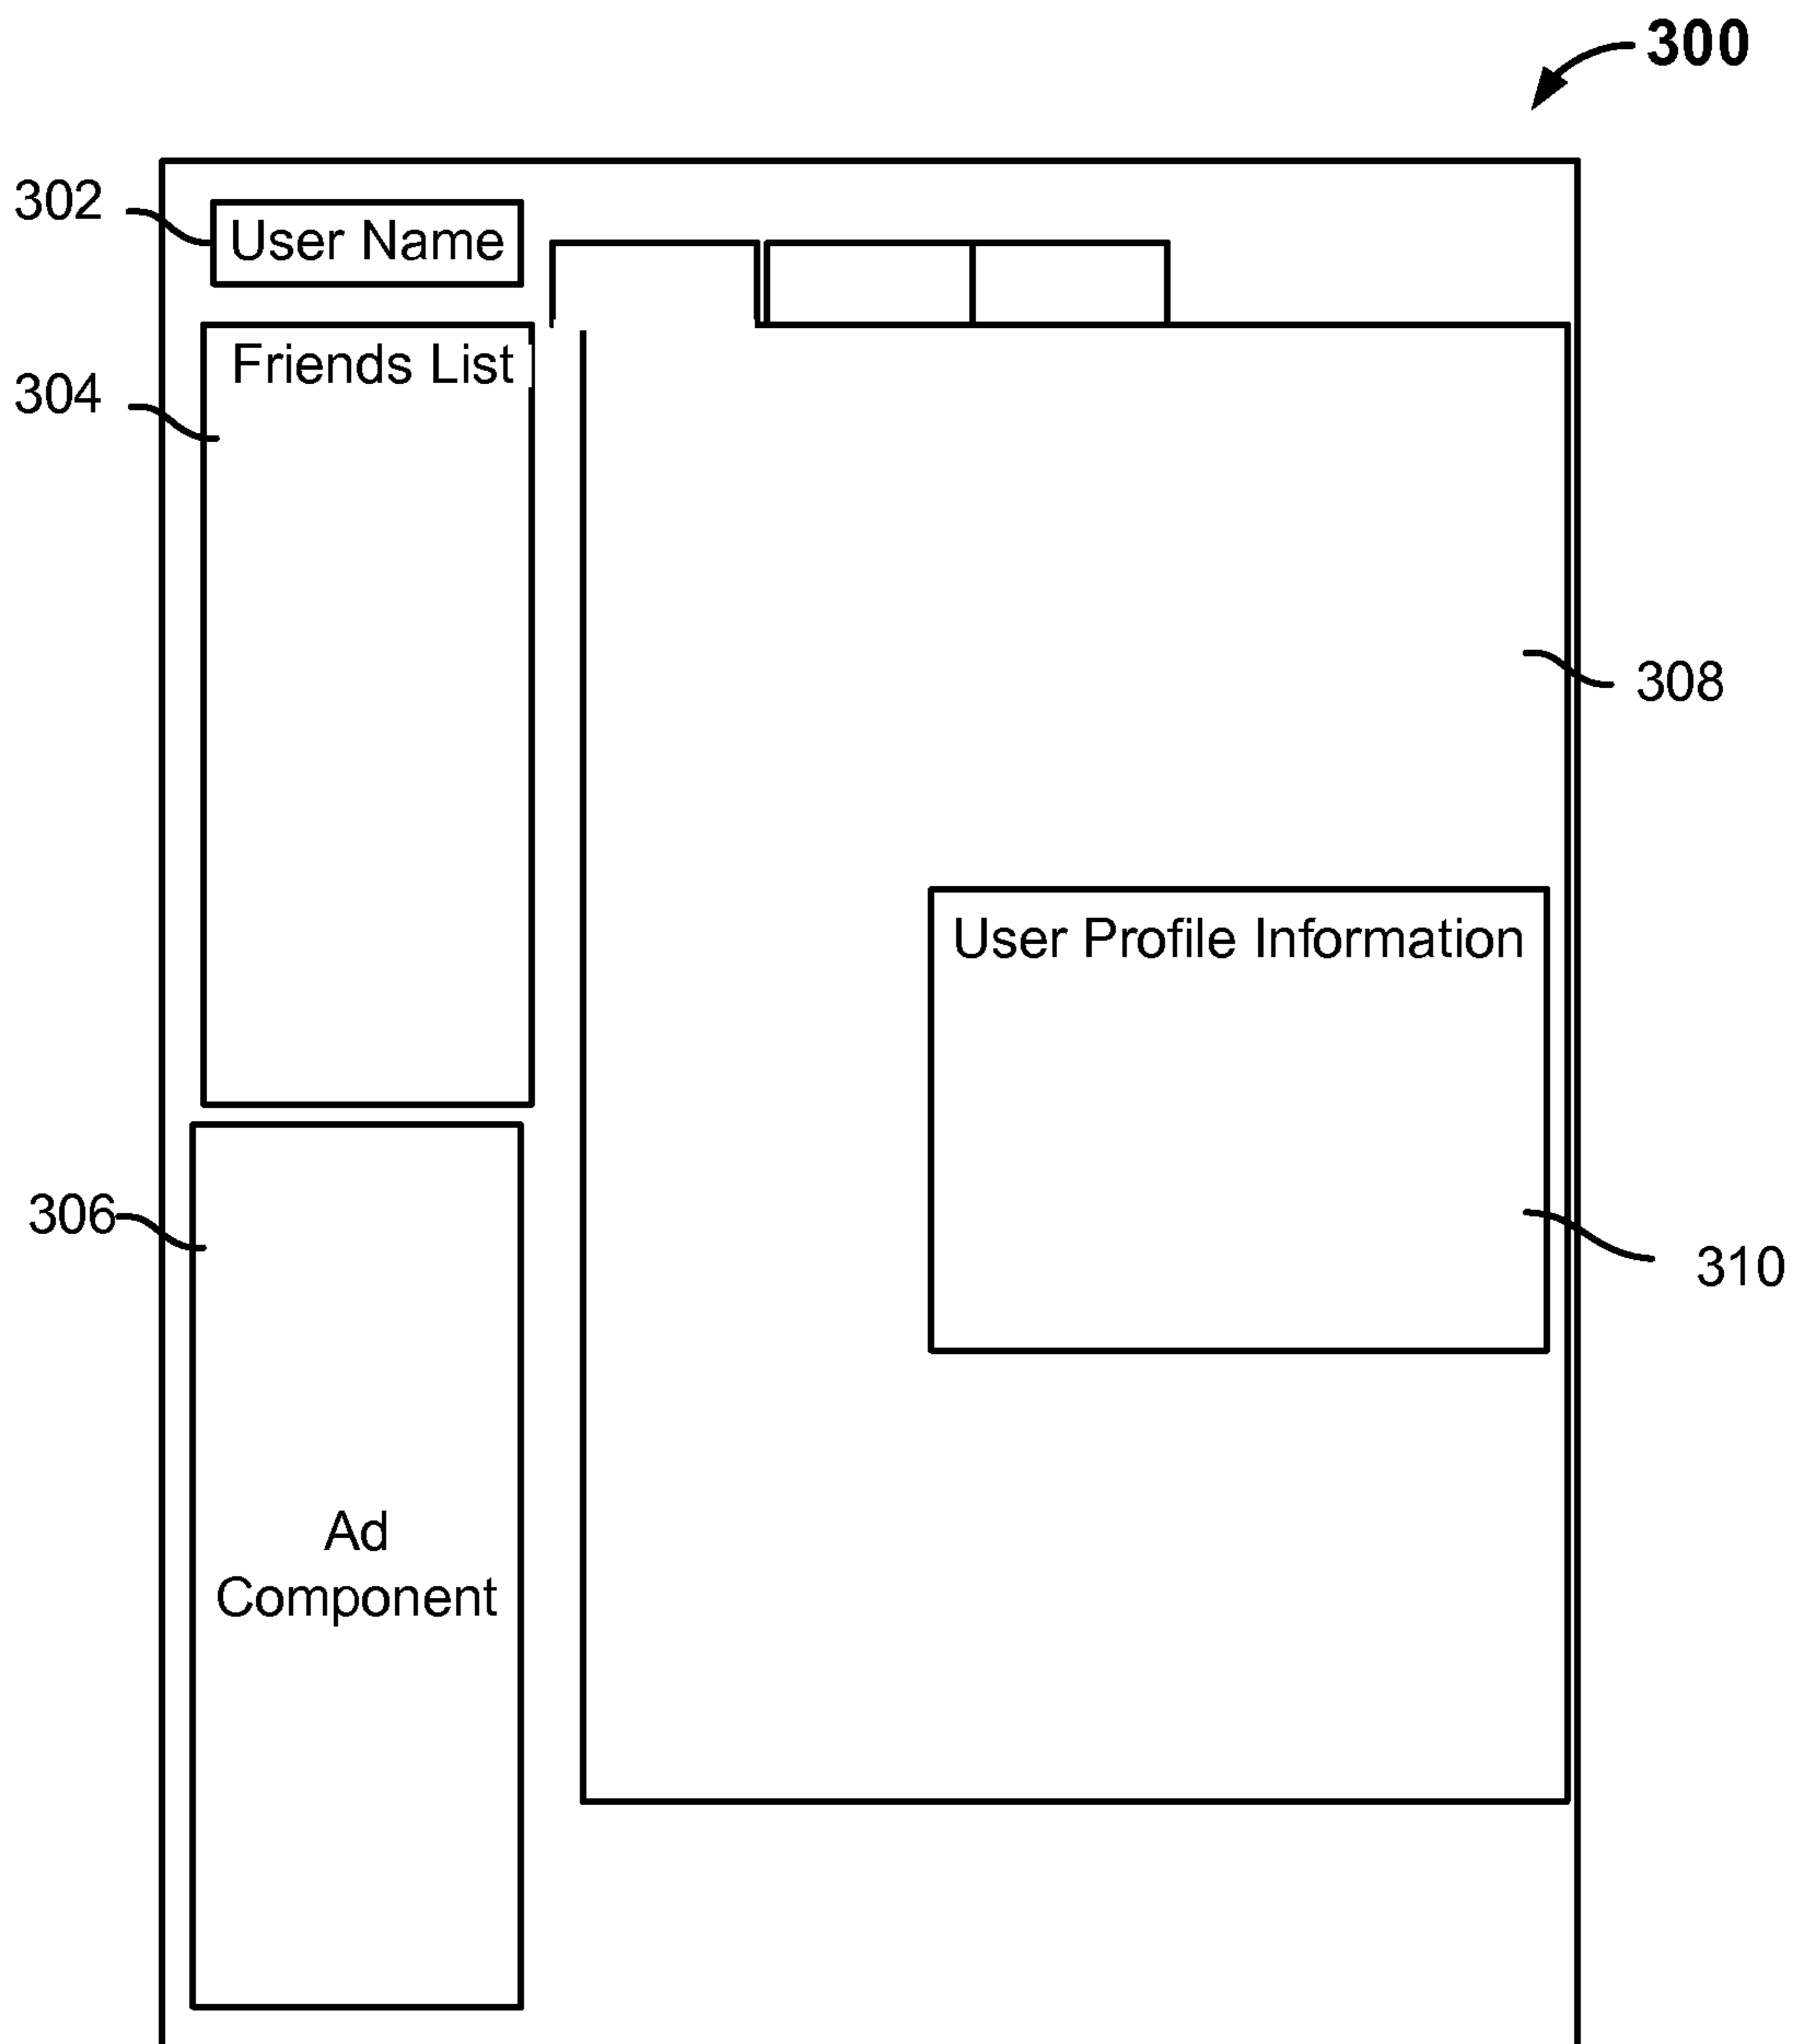 300
302
User Name
Friends List
304
308
User Profile Information
306
310
Ad
Component